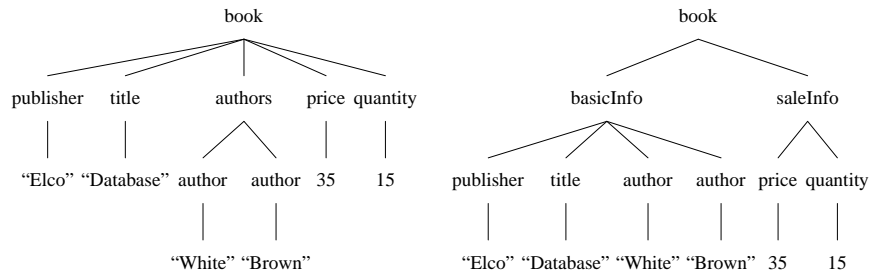 book book
publisher title authors price quantity basicInfo saleInfo
“Elco” “Database” author author 35 15 publisher title author author price quantity
“White” “Brown” “Elco” “Database” “White” “Brown” 35 15